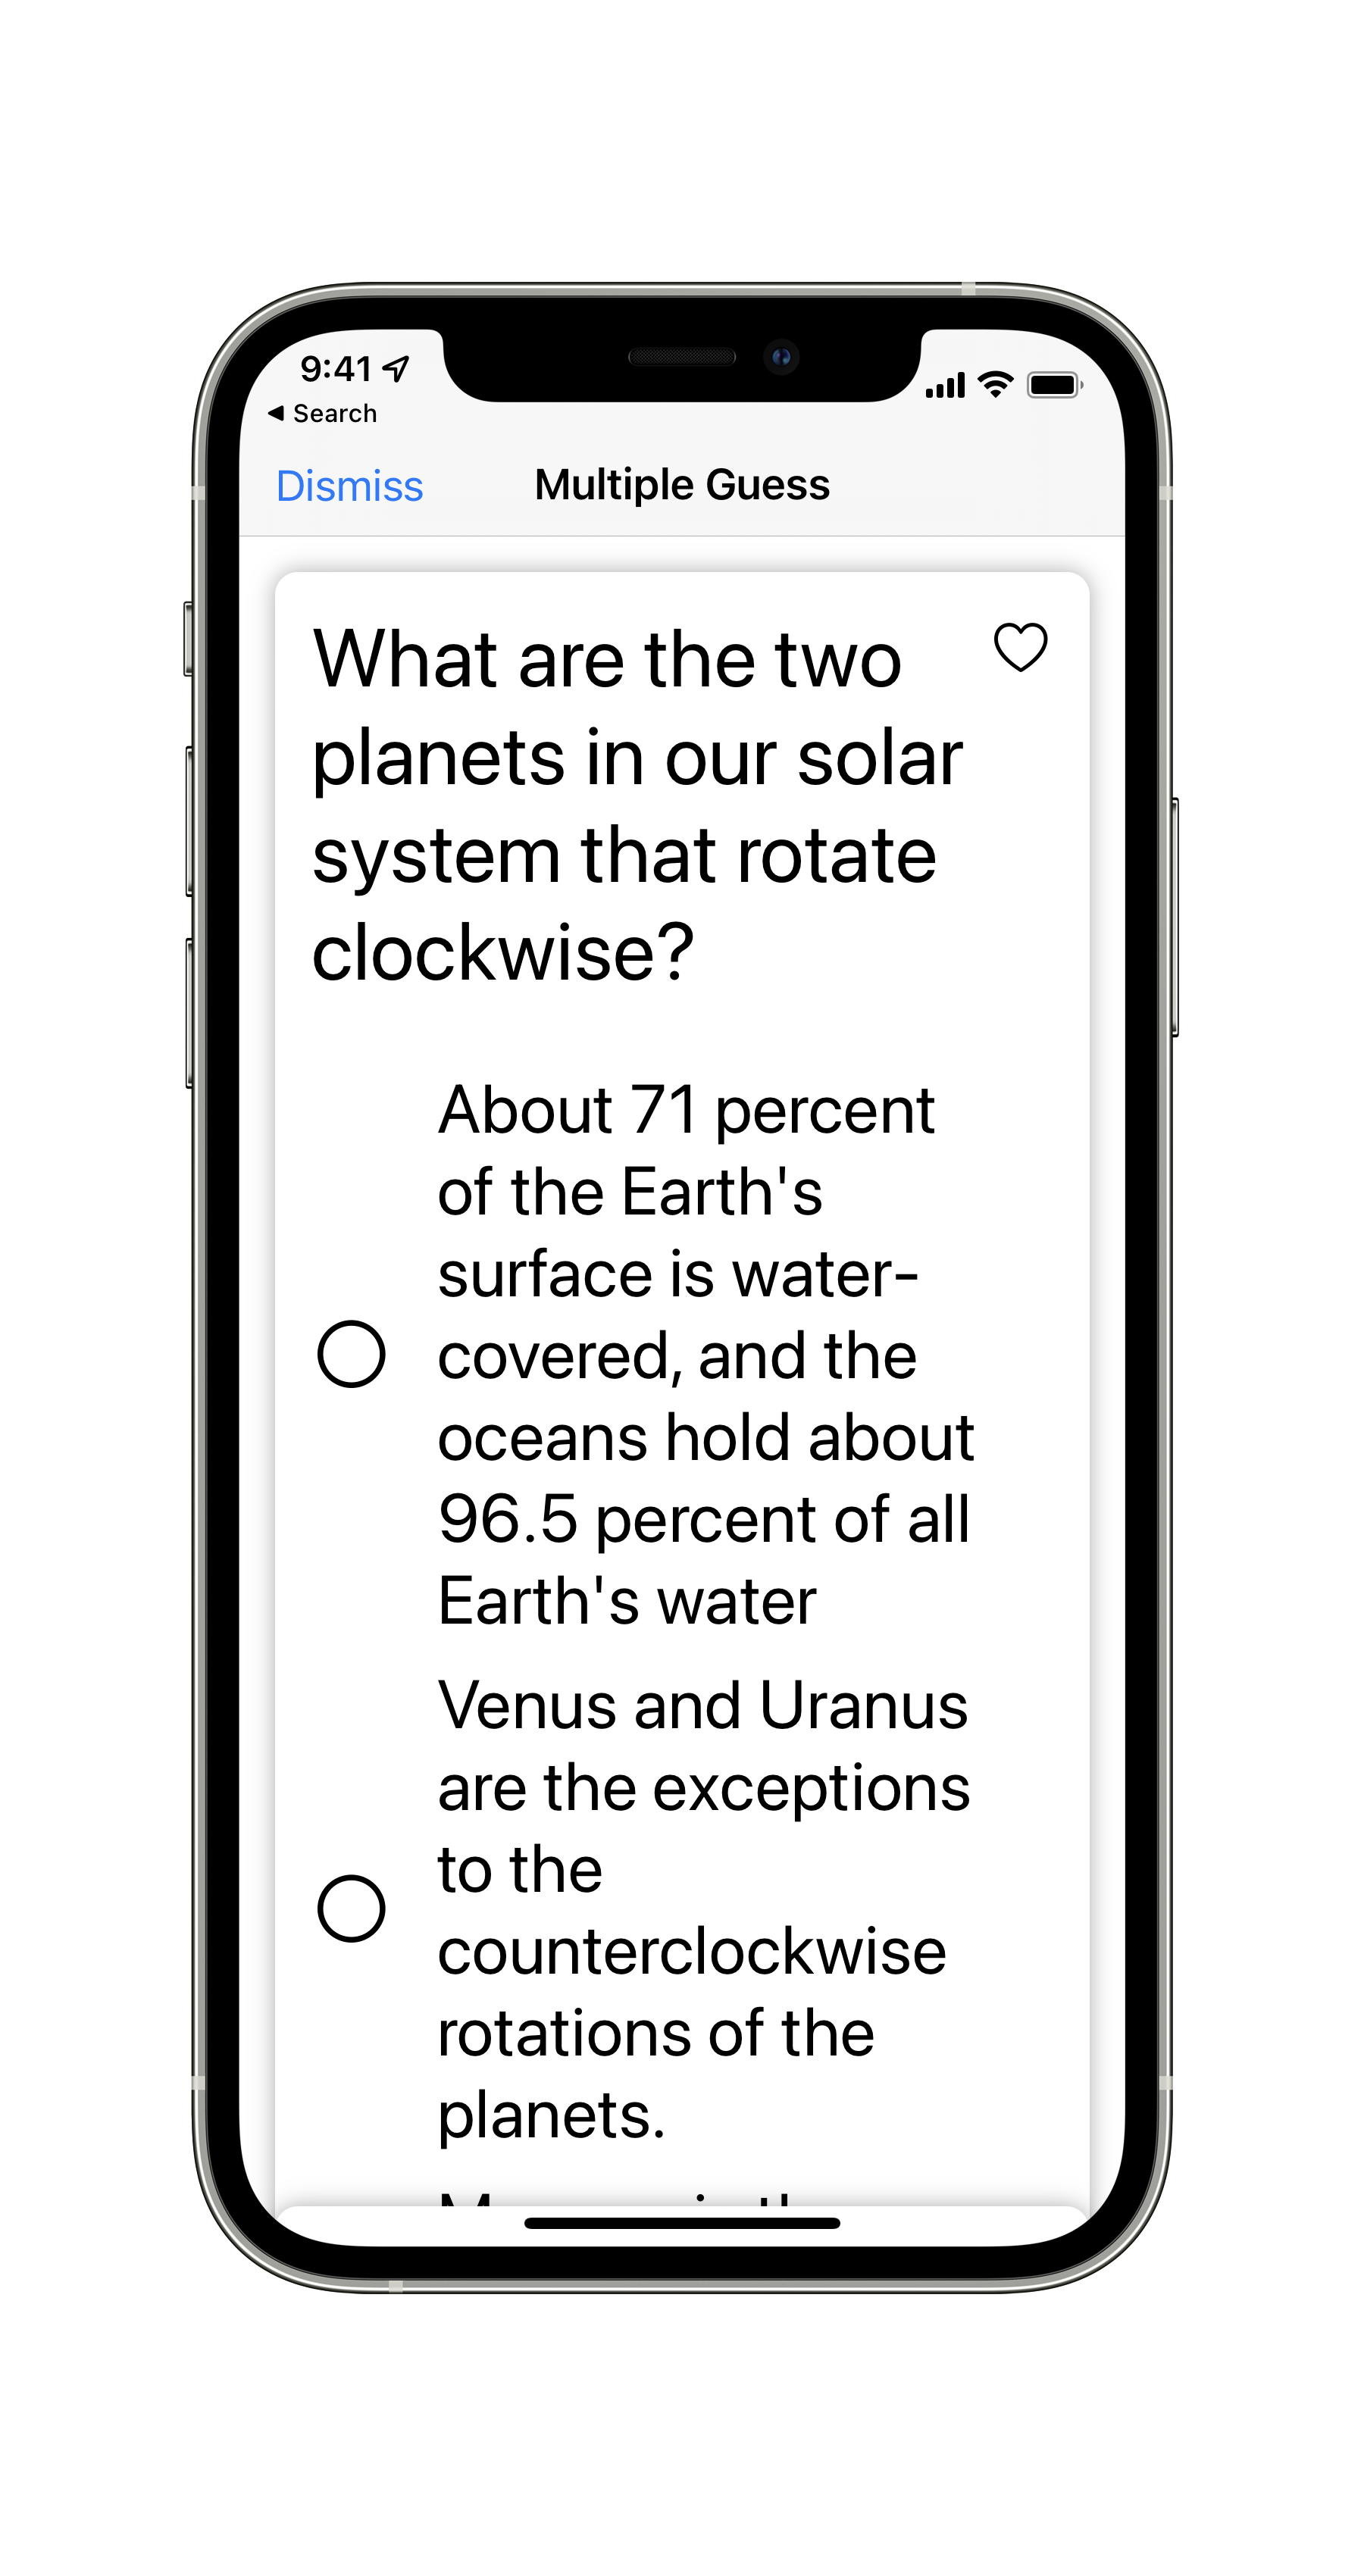 9:41
Search
Dismiss
Multiple Guess
What are the two
planets in our solar
system that rotate
clockwise?
About 71 percent
of the Earth's
surface is water-
covered, and the
oceans hold about
96.5 percent of all
Earth's water
Venus and Uranus
are the exceptions
to the
counterclockwise
rotations of the
planets.